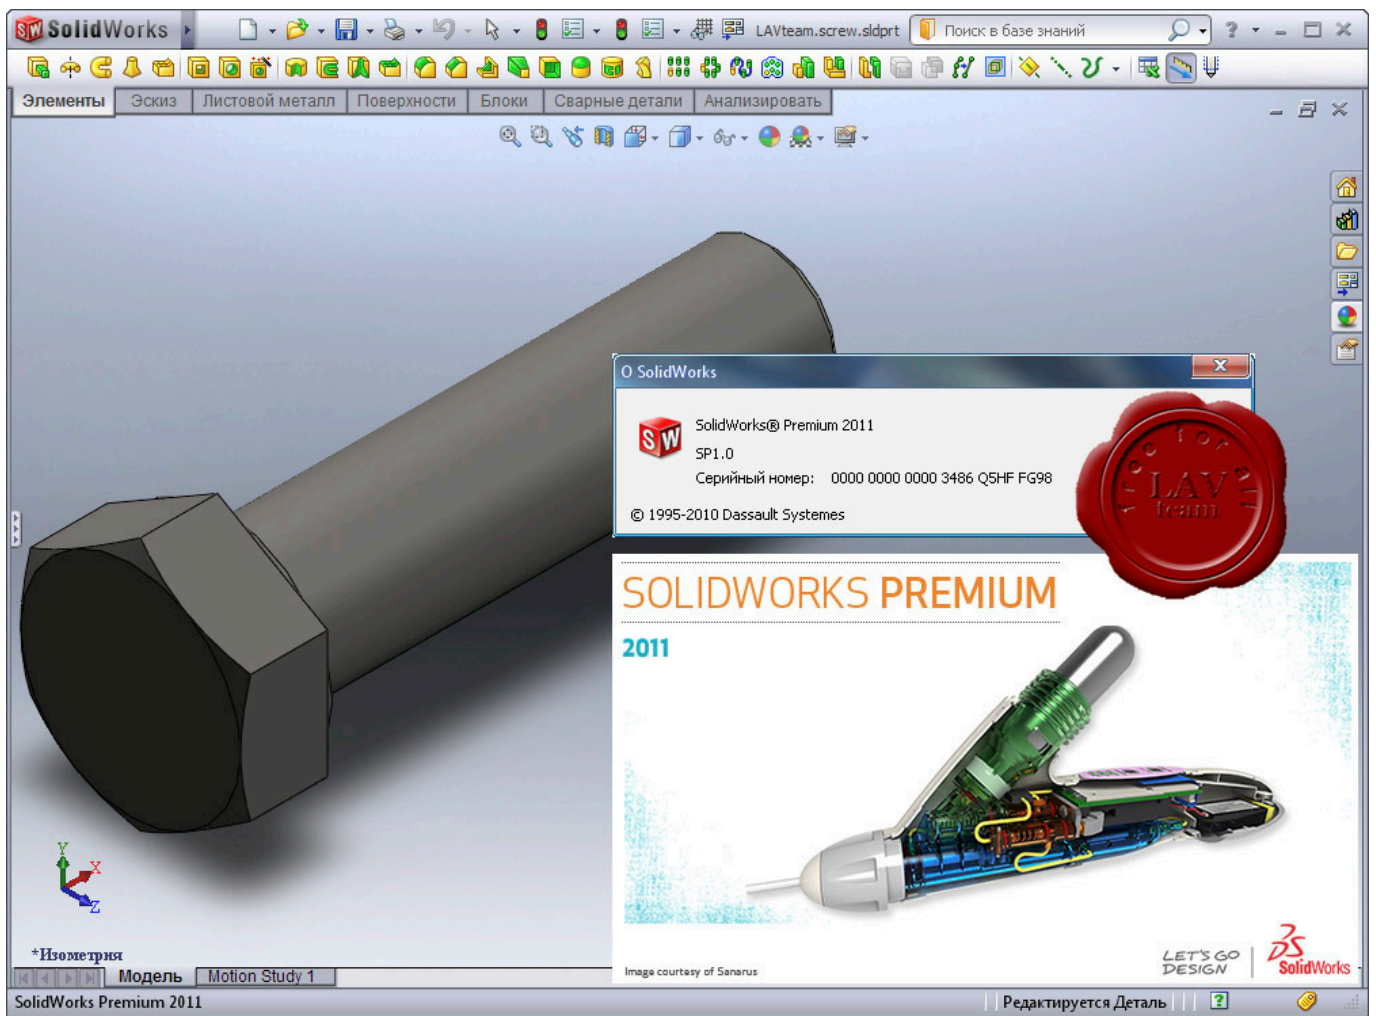 SolidWorks
LAVteam.screw.sldprt
Поиск в базе знаний
Элементы
Эскиз
Листовой металл
Поверхности
Блоки
Сварные детали
Анализировать
О SolidWorks
SW
SolidWorks® Premium 2011
SP1.0
Серийный номер: 0000 0000 0000 3486 Q5HF FG98
© 1995-2010 Dassault Systemes
free for all
LAV
team
SOLIDWORKS PREMIUM
2011
Y
X
Z
*Изометрия
Image courtesy of Sanarus
LET'S GO
DESIGN
SolidWorks
Модель
Motion Study 1
SolidWorks Premium 2011
Редактируется Деталь